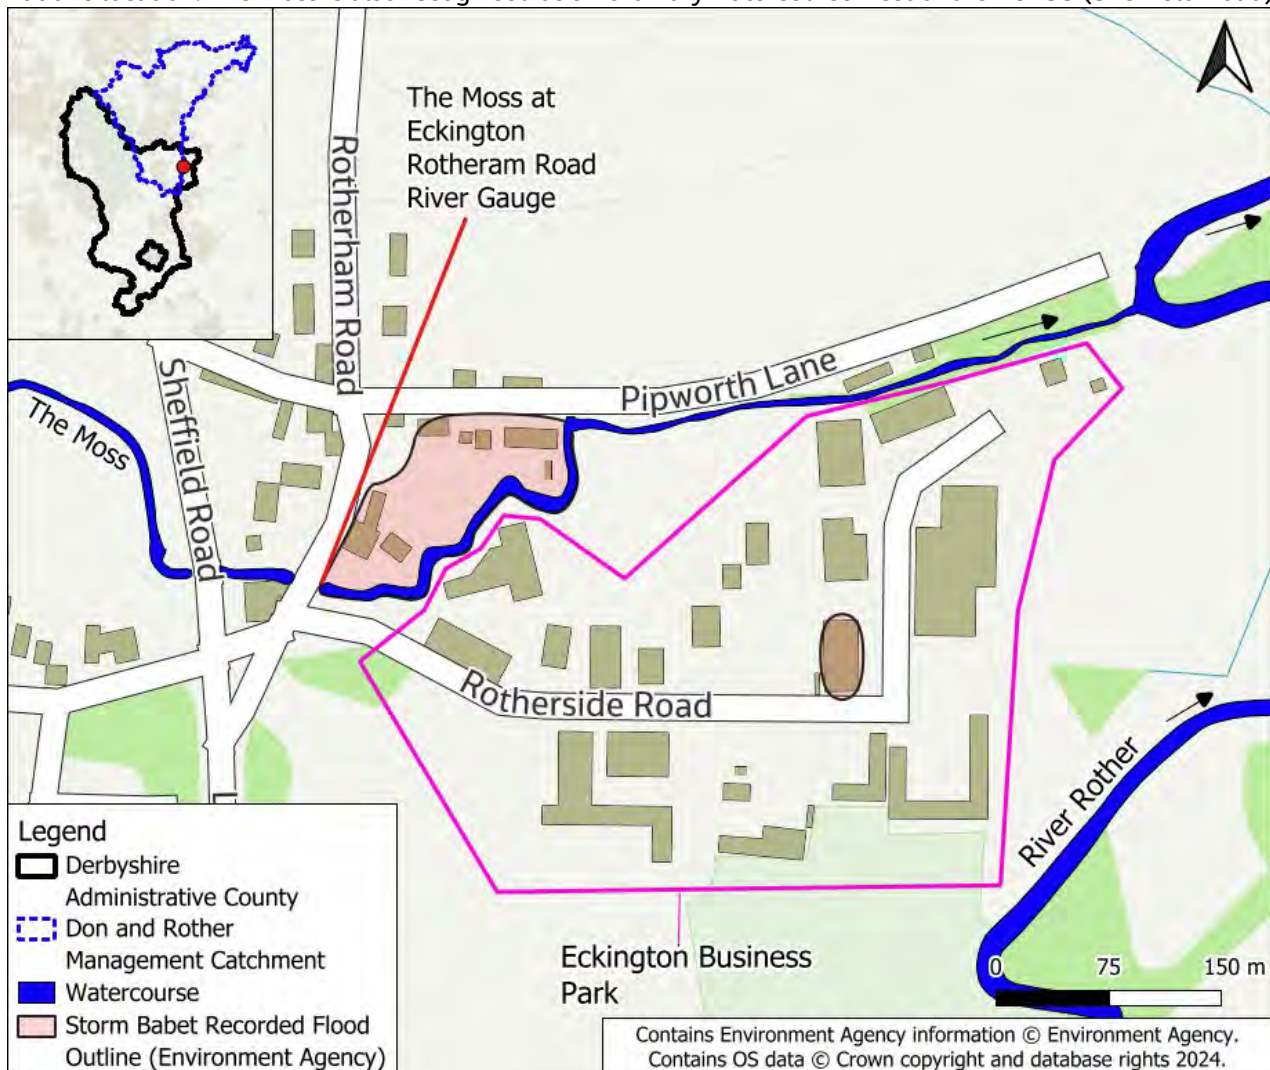 The Moss at
Eckington
Rotheram Road
River Gauge
Rotherham Road
Sheffield Road
The Moss
Pipworth Lane
Rotherside Road
River Rother
Eckington Business
Park
0 75 150 m
Legend
Derbyshire
Administrative County
Don and Rother
Management Catchment
Watercourse
Storm Babet Recorded Flood
Outline (Environment Agency)
Contains Environment Agency information © Environment Agency.
Contains OS data © Crown copyright and database rights 2024.